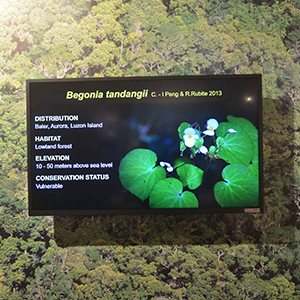 Begonia tandangii C. - I Peng & R.Rubite 2013
DISTRIBUTION
Baler, Aurora, Luzon Island
HABITAT
Lowland forest
ELEVATION
10 - 50 meters above sea level
CONSERVATION STATUS
Vulnerable